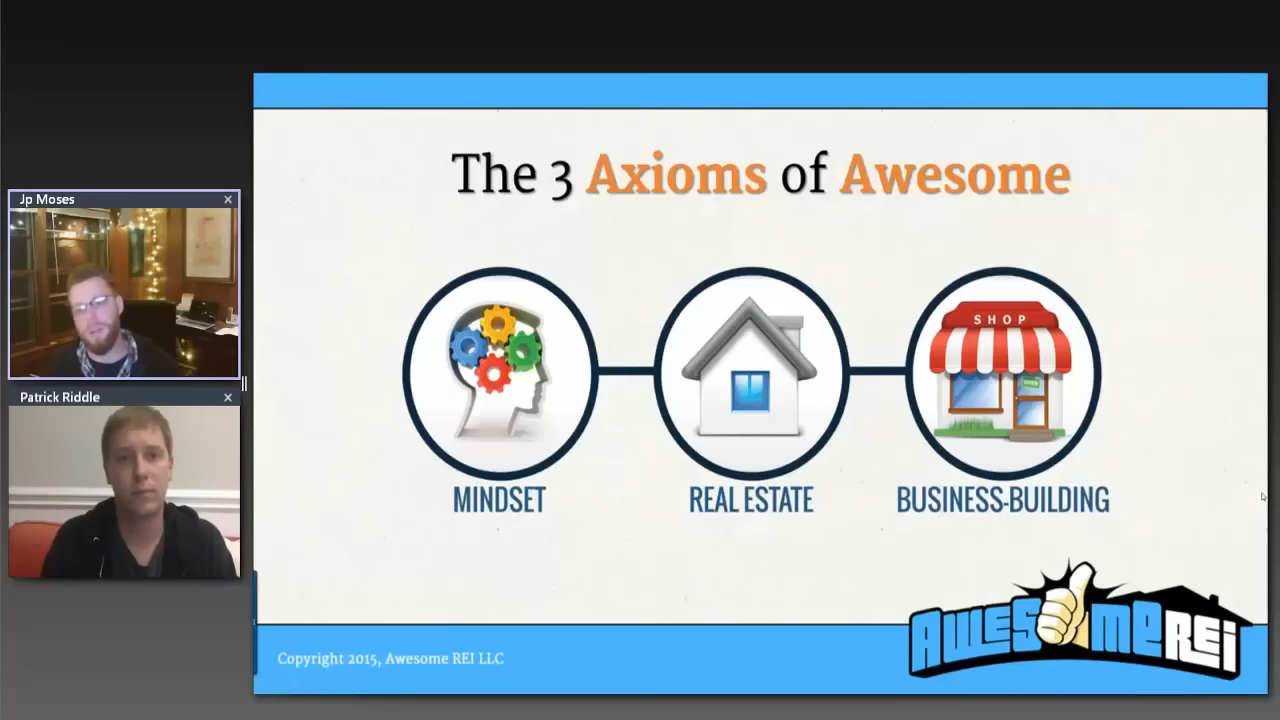 Jp Moses
Patrick Riddle
The 3 Axioms of Awesome
SHOP
MINDSET
REAL ESTATE
BUSINESS-BUILDING
AWESOMEREI
Copyright 2015, Awesome REI LLC